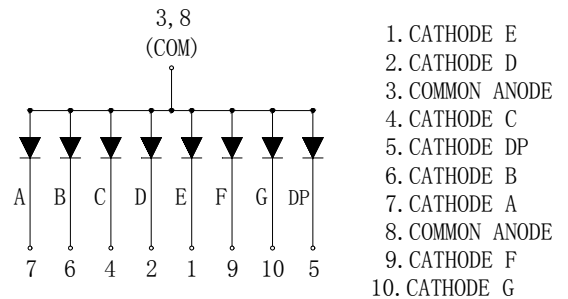 3,8
(COM)
A B C D E F G DP
7 6 4 2 1 9 10 5
1. CATHODE E
2. CATHODE D
3. COMMON ANODE
4. CATHODE C
5. CATHODE DP
6. CATHODE B
7. CATHODE A
8. COMMON ANODE
9. CATHODE F
10. CATHODE G